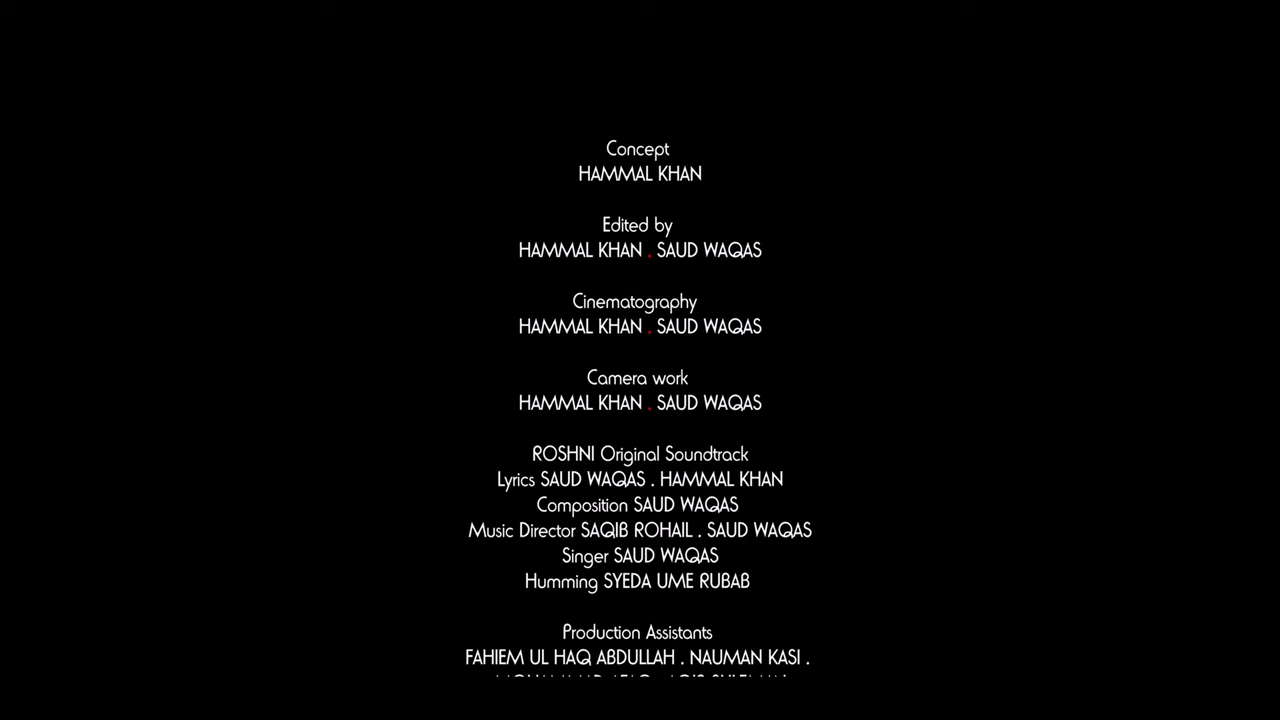 Concept
HAMMAL KHAN
Edited by
HAMMAL KHAN . SAUD WAQAS
Cinematography
HAMMAL KHAN . SAUD WAQAS
Camera work
HAMMAL KHAN . SAUD WAQAS
ROSHNI Original Soundtrack
Lyrics SAUD WAQAS . HAMMAL KHAN
Composition SAUD WAQAS
Music Director SAQIB ROHAIL . SAUD WAQAS
Singer SAUD WAQAS
Humming SYEDA UME RUBAB
Production Assistants
FAHIEM UL HAQ ABDULLAH . NAUMAN KASI .